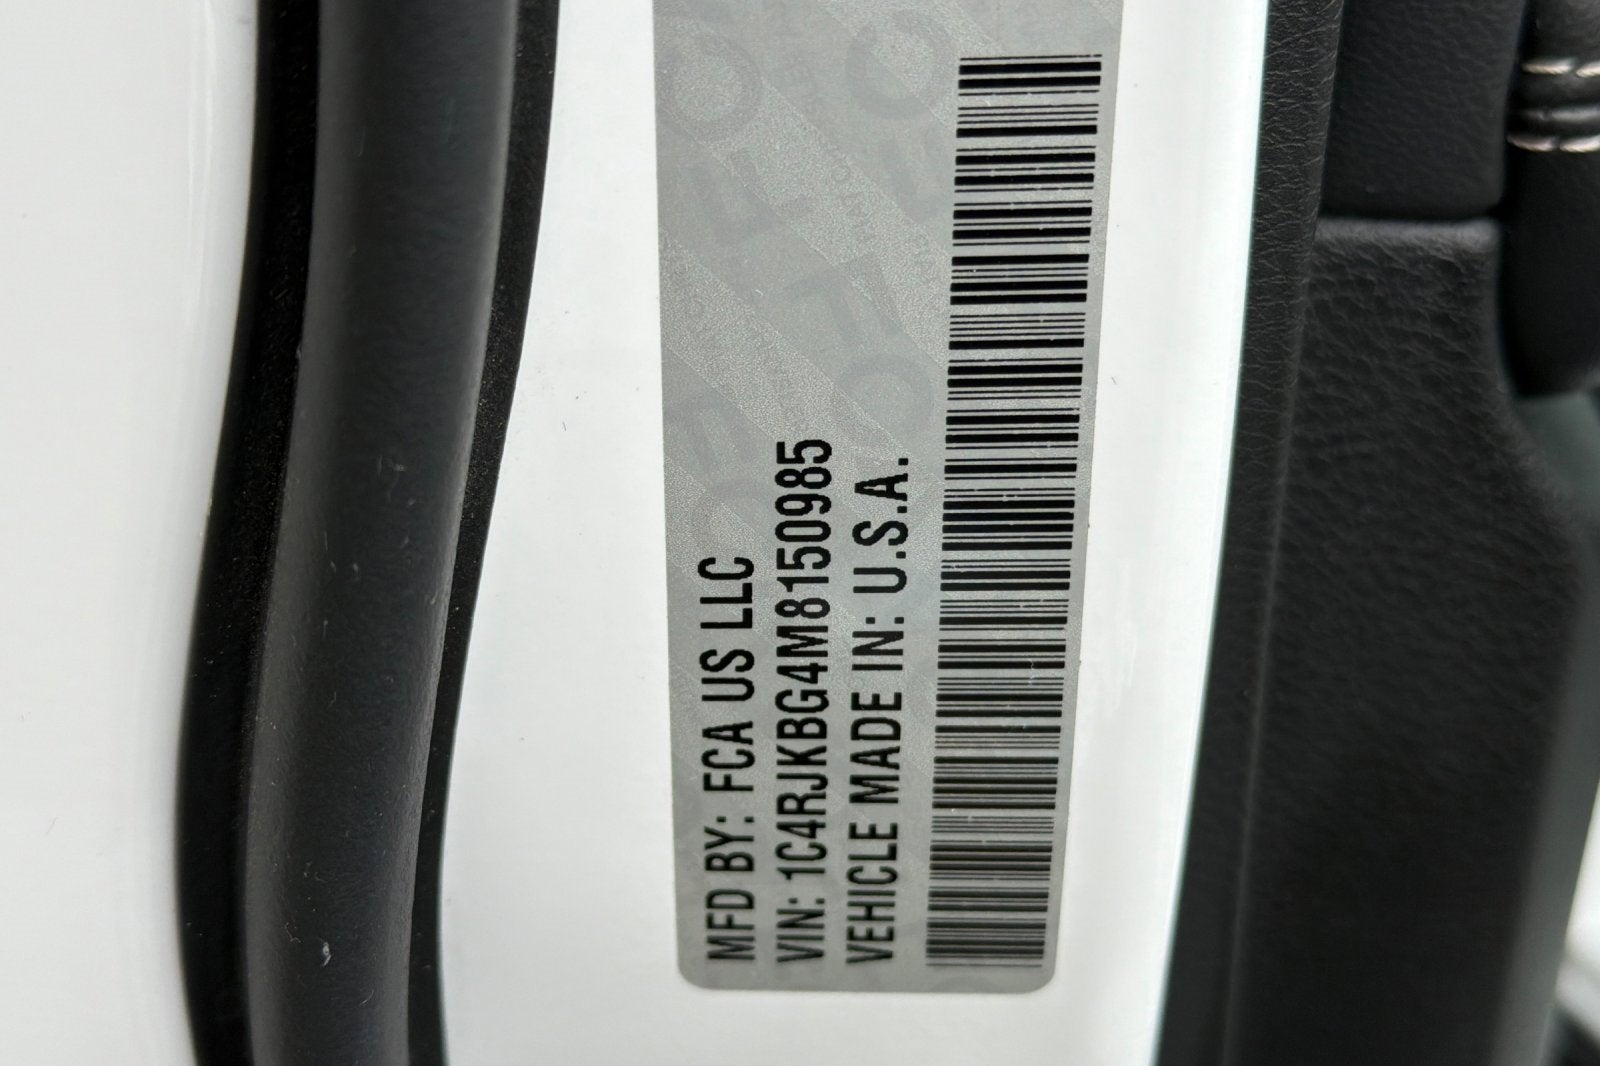 MFD BY: FCA US LLC
VIN: 1C4RJKBG4M8150985
VEHICLE MADE IN: U.S.A.